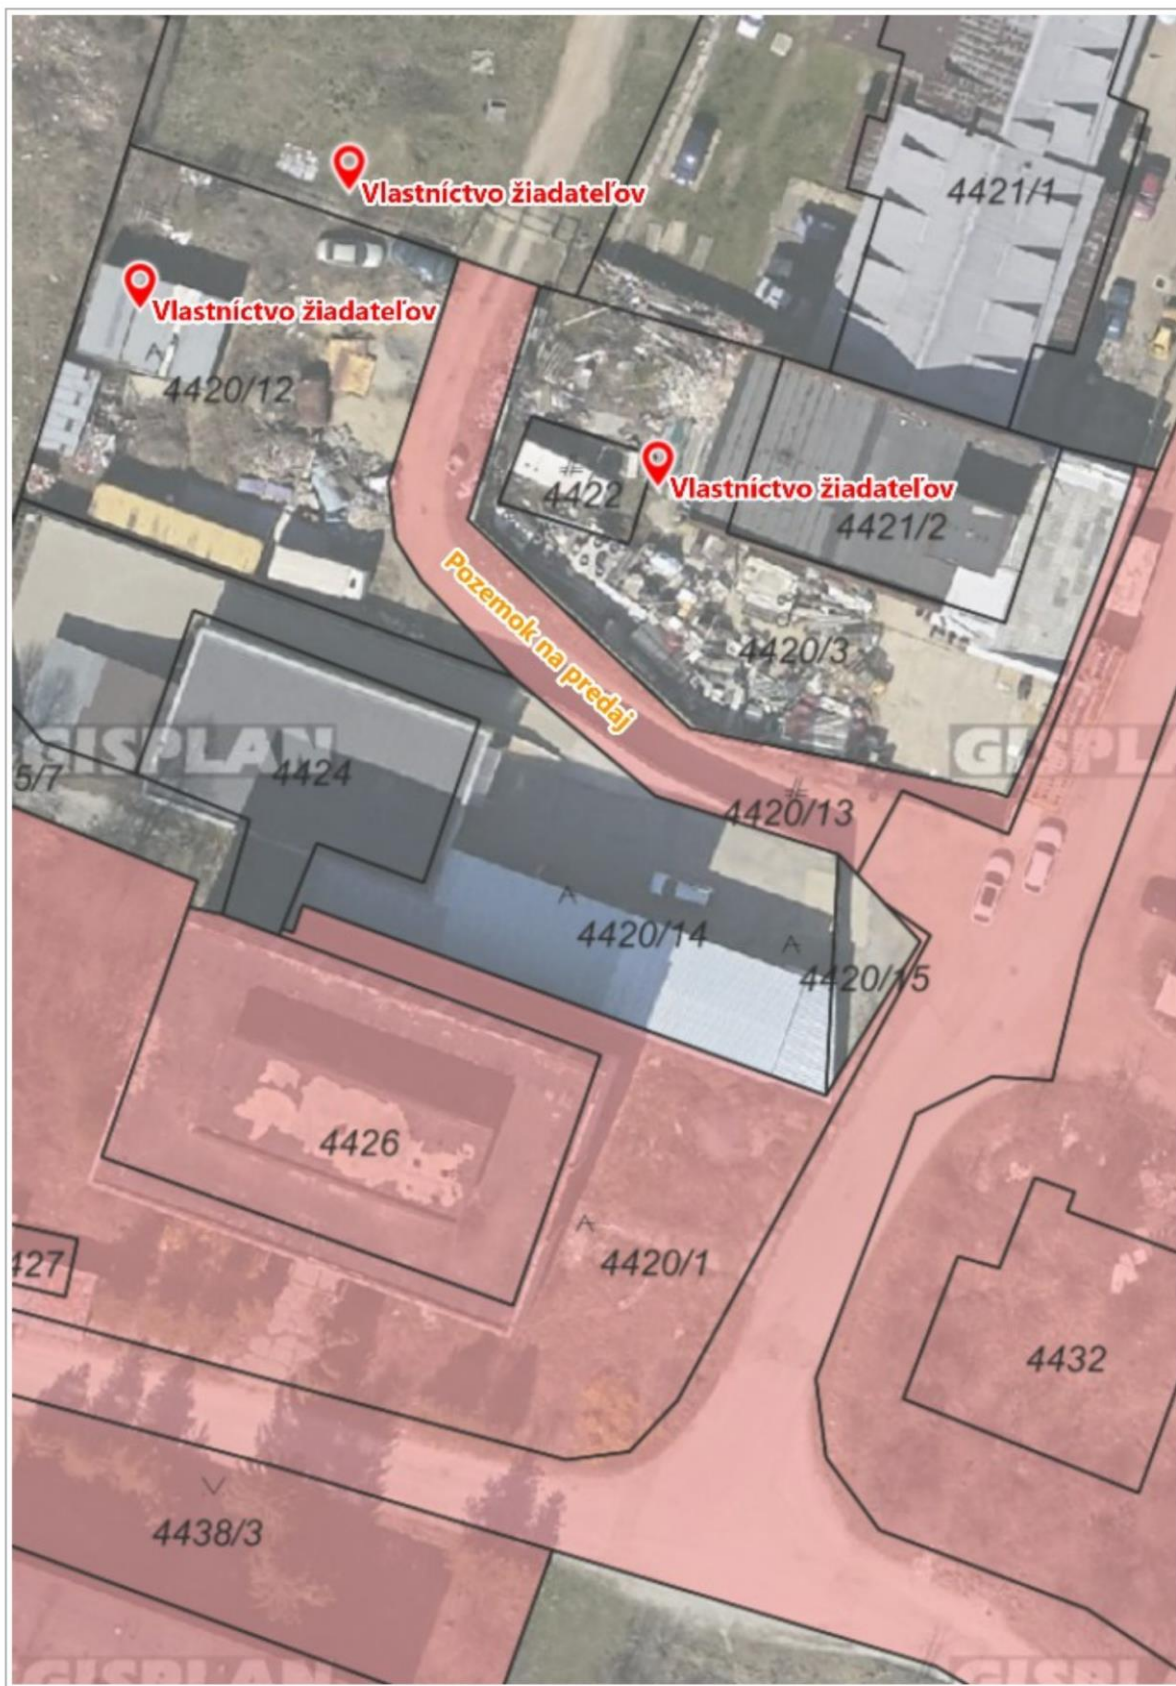 Vlastníctvo žiadateľov
4421/1
Vlastníctvo žiadateľov
4420/12
4422
Vlastníctvo žiadateľov
4421/2
Pozemok na predaj
4420/3
GISPLAN
GISPLA
5/7
4424
4420/13
4420/14
4420/15
4426
4420/1
427
4432
4438/3
GISPLAN
GISPL